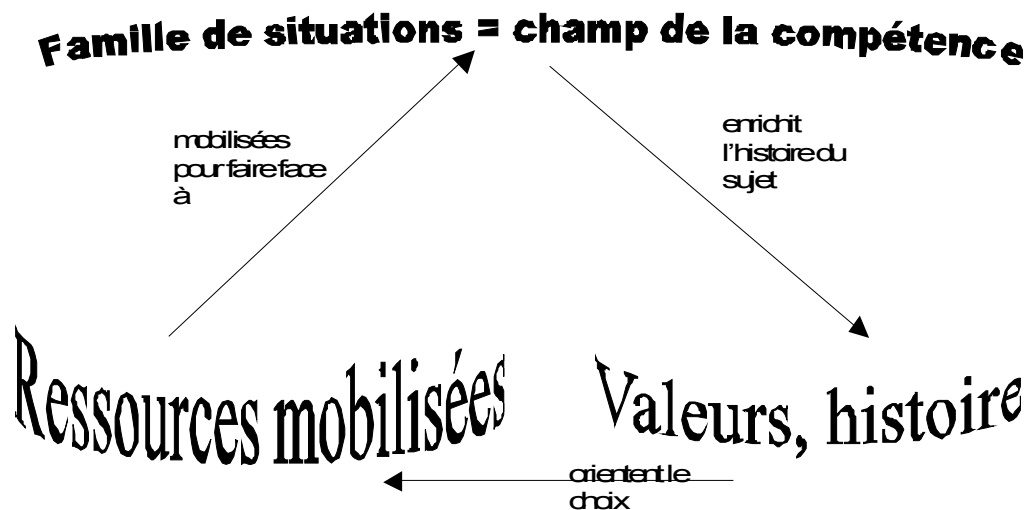 Famille de situations = champ de la compétence
mobilisées
pour faire face
à
enrichit
l'histoire du
sujet
Ressources mobilisées
Valeurs, histoire
orientent le
choix